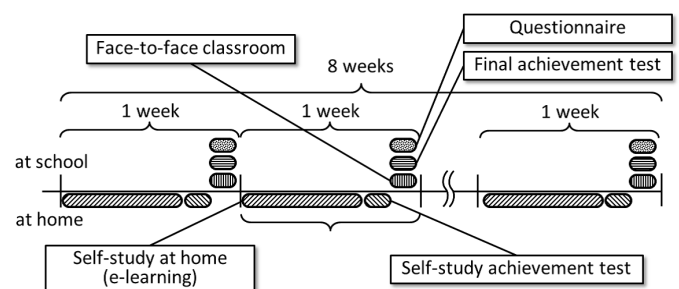 Questionnaire
Face-to-face classroom
Final achievement test
8 weeks
1 week
1 week
1 week
at school
at home
Self-study at home
(e-learning)
Self-study achievement test